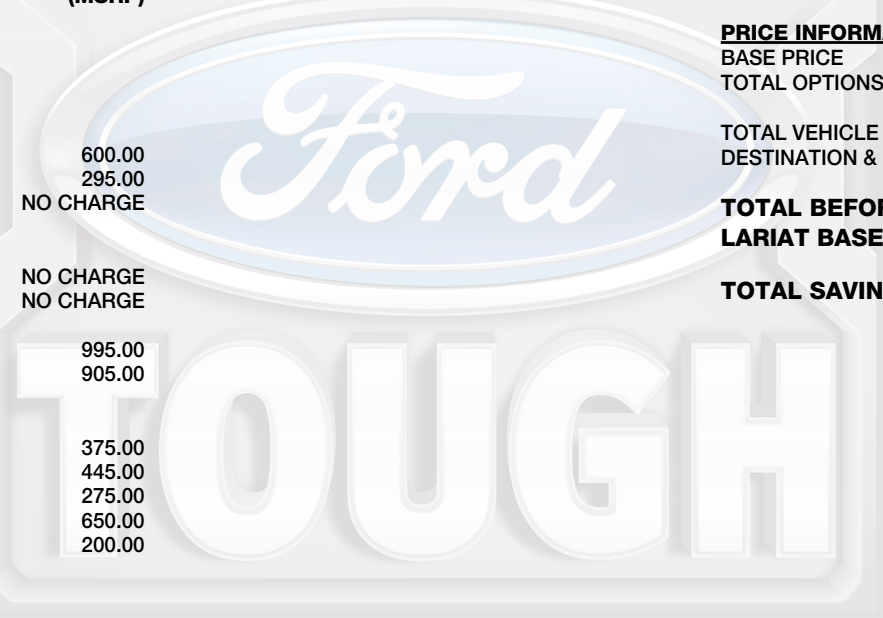 (MSRP)
600.00
295.00
NO CHARGE
NO CHARGE
NO CHARGE
995.00
905.00
375.00
445.00
275.00
650.00
200.00
PRICE INFORMA
BASE PRICE
TOTAL OPTIONS
TOTAL VEHICLE
DESTINATION &
TOTAL BEFOR
LARIAT BASE
TOTAL SAVIN
Ford
TOUGH